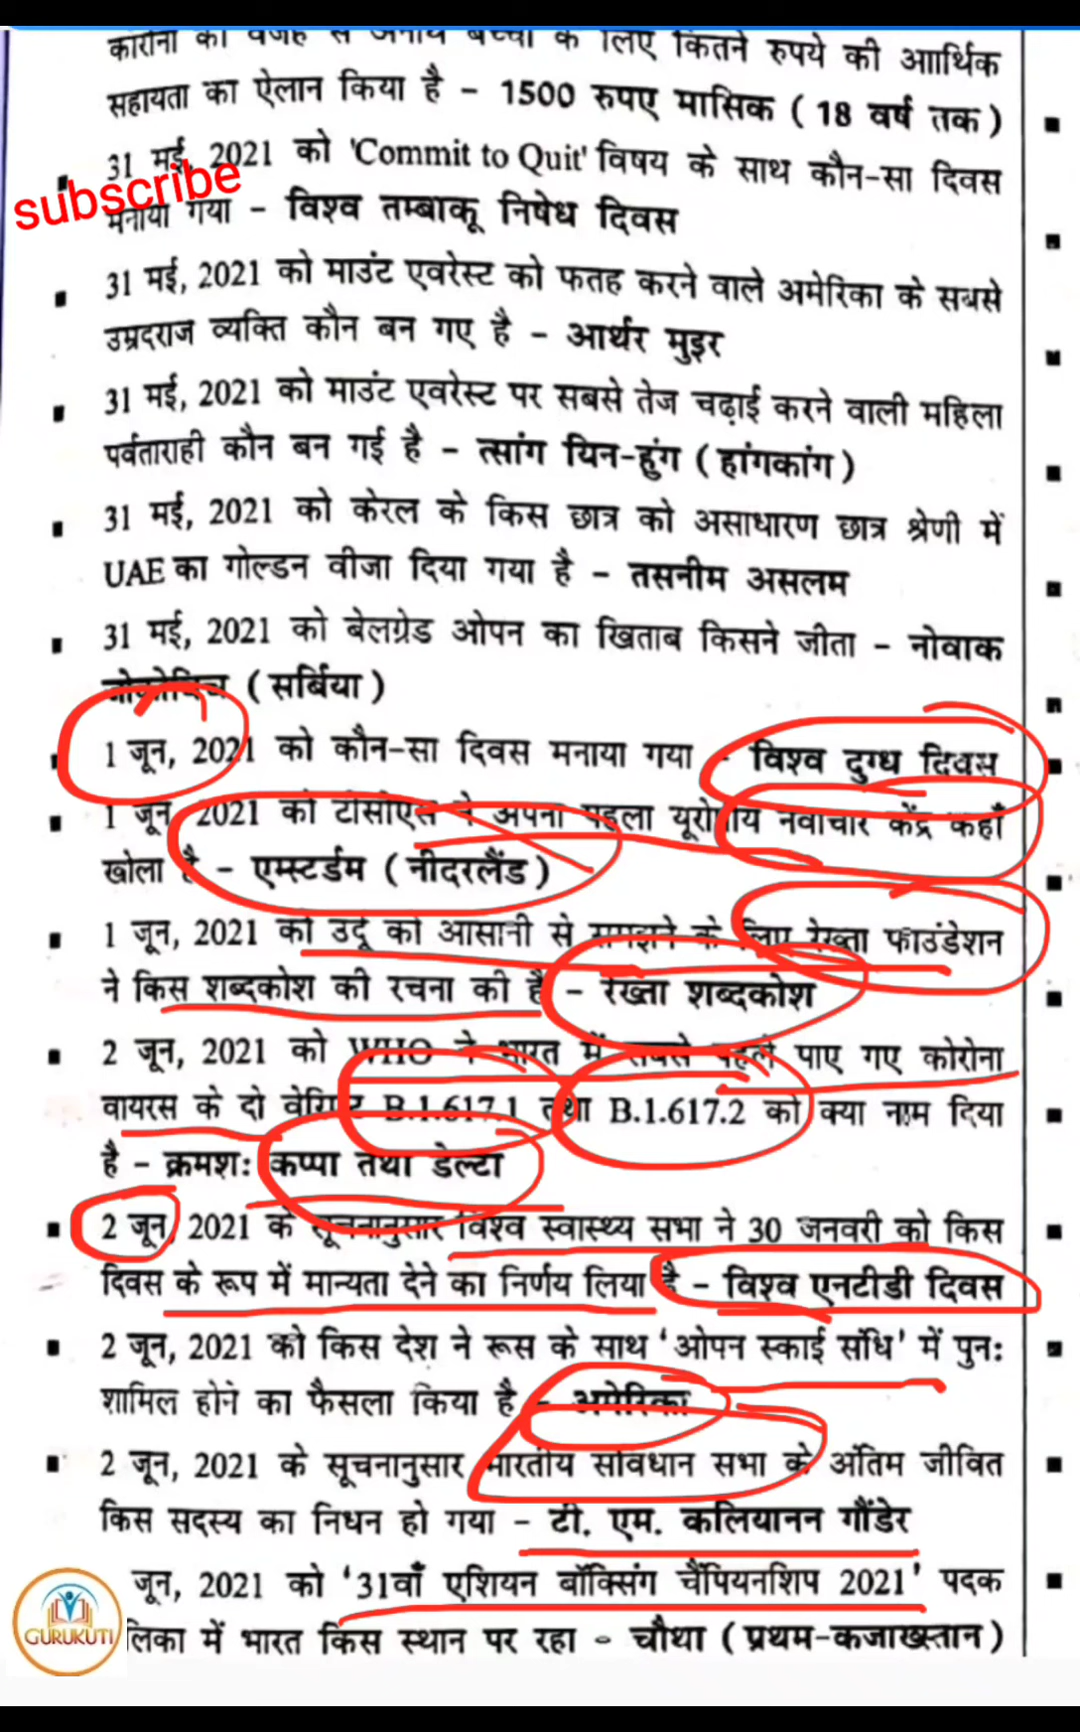 कोरोना की वजह से अनाथ बच्चों के लिए कितने रुपये की आार्थिक
सहायता का ऐलान किया है – 1500 रुपए मासिक ( 18 वर्ष तक )
31 मई, 2021 को 'Commit to Quit' विषय के साथ कौन-सा दिवस
subscribe
मनाया गया – विश्व तम्बाकू निषेध दिवस
31 मई, 2021 को माउंट एवरेस्ट को फतह करने वाले अमेरिका के सबसे
उम्रदराज व्यक्ति कौन बन गए है – आर्थर मुइर
31 मई, 2021 को माउंट एवरेस्ट पर सबसे तेज चढ़ाई करने वाली महिला
पर्वताराही कौन बन गई है – त्सांग यिन-हुंग ( हांगकांग )
31 मई, 2021 को केरल के किस छात्र को असाधारण छात्र श्रेणी में
UAE का गोल्डन वीजा दिया गया है – तसनीम असलम
31 मई, 2021 को बेलग्रेड ओपन का खिताब किसने जीता – नोवाक
जोकोविच ( सर्बिया )
1 जून, 2021 को कौन-सा दिवस मनाया गया – विश्व दुग्ध दिवस
1 जून, 2021 को टीसीएस ने अपना पहला यूरोपीय नवाचार केंद्र कहाँ
खोला है – एम्स्टर्डम ( नीदरलैंड )
1 जून, 2021 को उर्दू को आसानी से समझने के लिए रेख्ता फाउंडेशन
ने किस शब्दकोश की रचना की है – रेख्ता शब्दकोश
2 जून, 2021 को WHO ने भारत में सबसे पहले पाए गए कोरोना
वायरस के दो वेरिएंट B.1.617.1 तथा B.1.617.2 को क्या नाम दिया
है – क्रमश: कप्पा तथा डेल्टा
2 जून, 2021 के सूचनानुसार विश्व स्वास्थ्य सभा ने 30 जनवरी को किस
दिवस के रूप में मान्यता देने का निर्णय लिया है – विश्व एनटीडी दिवस
2 जून, 2021 को किस देश ने रूस के साथ 'ओपन स्काई संधि' में पुन:
शामिल होने का फैसला किया है – अमेरिका
2 जून, 2021 के सूचनानुसार भारतीय संविधान सभा के अंतिम जीवित
किस सदस्य का निधन हो गया – टी. एम. कलियानन गौंडेर
जून, 2021 को '31वाँ एशियन बॉक्सिंग चैंपियनशिप 2021' पदक
GURUKUTI लिका में भारत किस स्थान पर रहा – चौथा ( प्रथम-कजाख्स्तान )